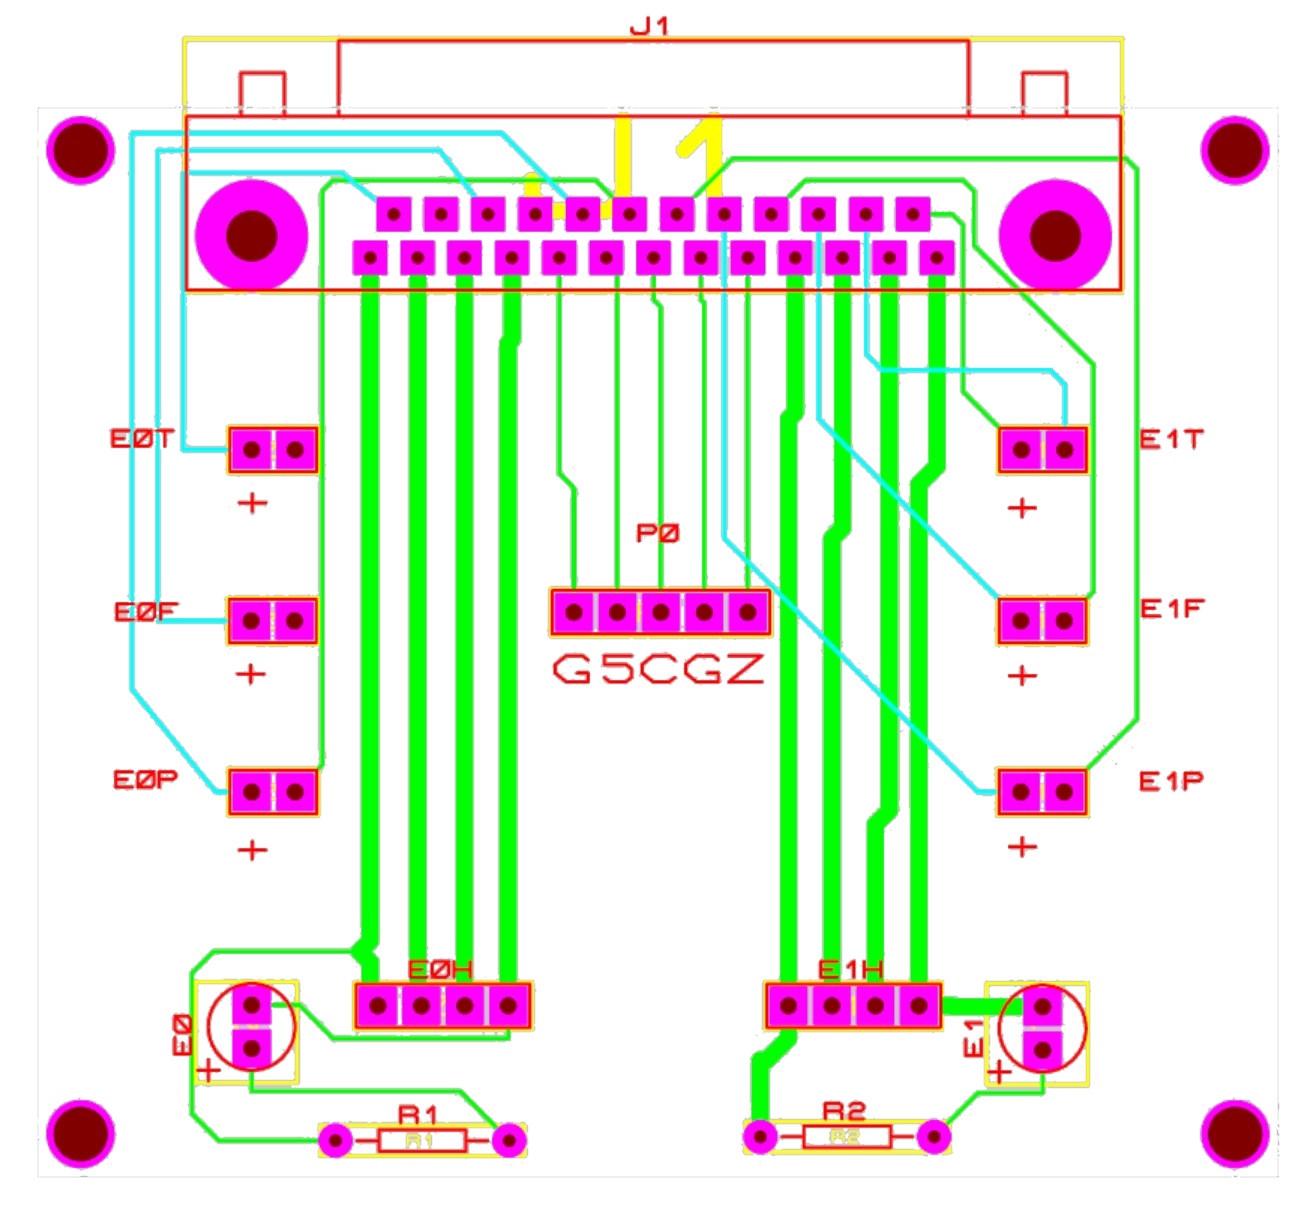 J1
J1
E0T
E1T
+
+
P0
E0F
E1F
G5CGZ
+
+
E0P
E1P
+
+
E0H
E1H
E0
E1
+
+
R1
R2
R1
R2